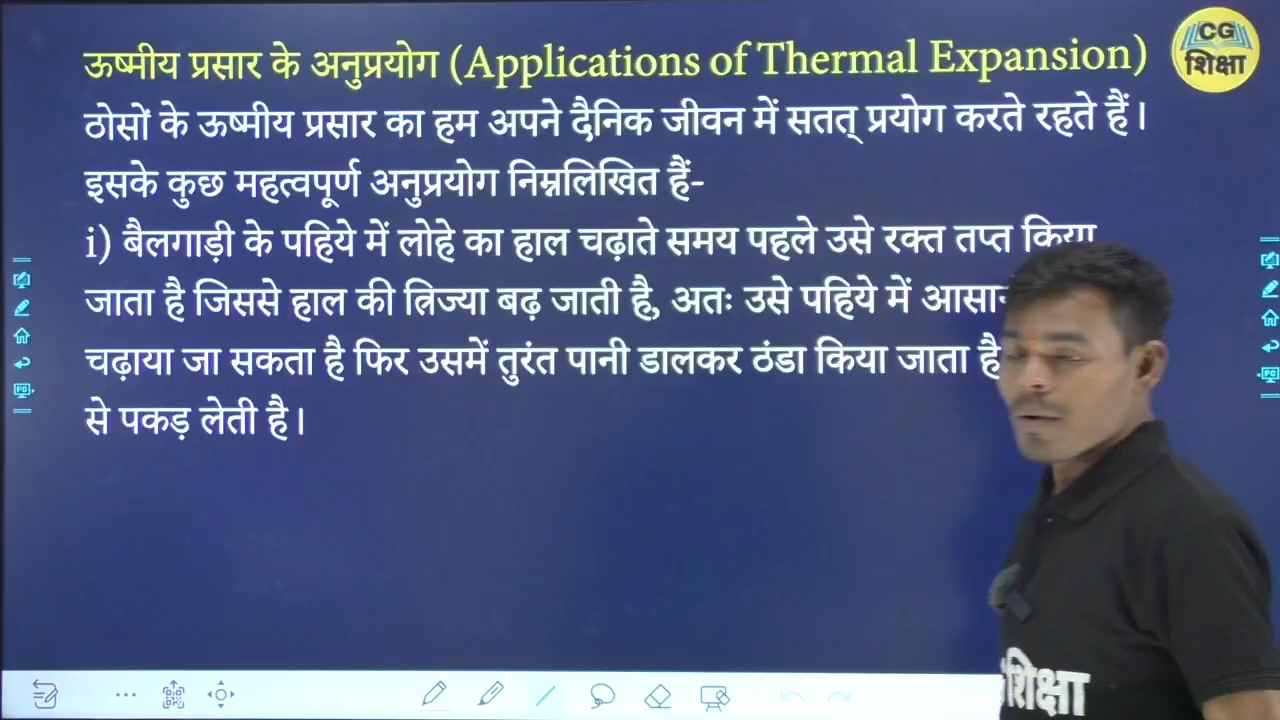 ऊष्मीय प्रसार के अनुप्रयोग (Applications of Thermal Expansion)
CG
शिक्षा
ठोसों के ऊष्मीय प्रसार का हम अपने दैनिक जीवन में सतत् प्रयोग करते रहते हैं।
इसके कुछ महत्वपूर्ण अनुप्रयोग निम्नलिखित हैं-
i) बैलगाड़ी के पहिये में लोहे का हाल चढ़ाते समय पहले उसे रक्त तप्त किया
जाता है जिससे हाल की त्रिज्या बढ़ जाती है, अतः उसे पहिये में
चढ़ाया जा सकता है फिर उसमें तुरंत पानी डालकर ठंडा किया जाता है
से पकड़ लेती है।
शिक्षा